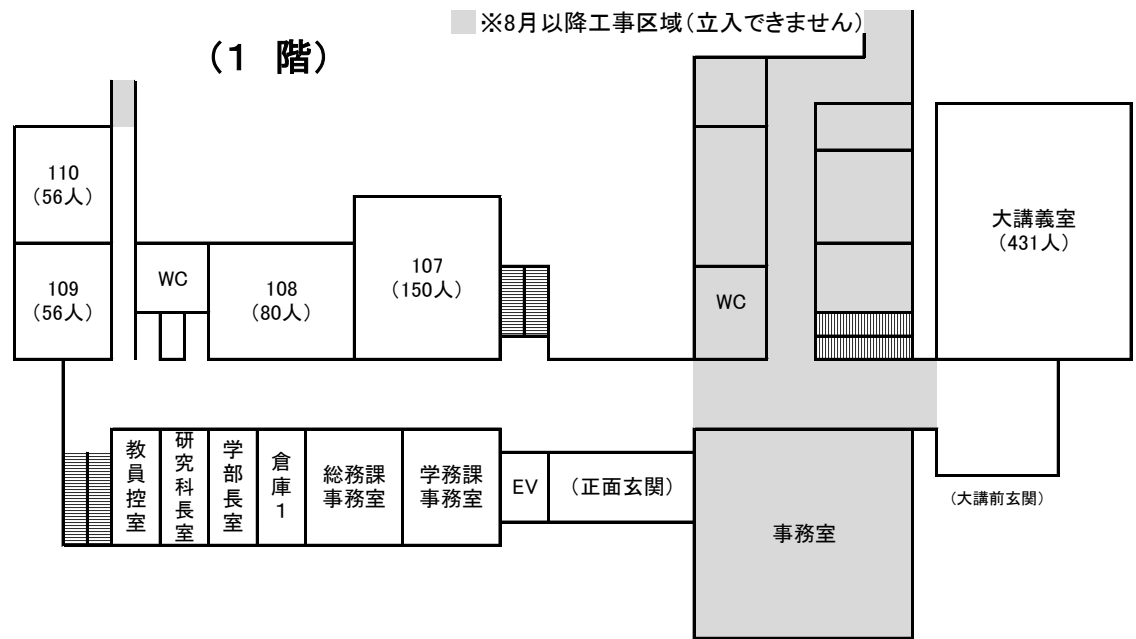 ※8月以降工事区域(立入できません)
(1 階)
110
(56人)
109
(56人)
WC
108
(80人)
107
(150人)
WC
大講義室
(431人)
教員控室
研究科長室
学部長室
倉庫1
総務課
事務室
学務課
事務室
EV
(正面玄関)
事務室
(大講前玄関)